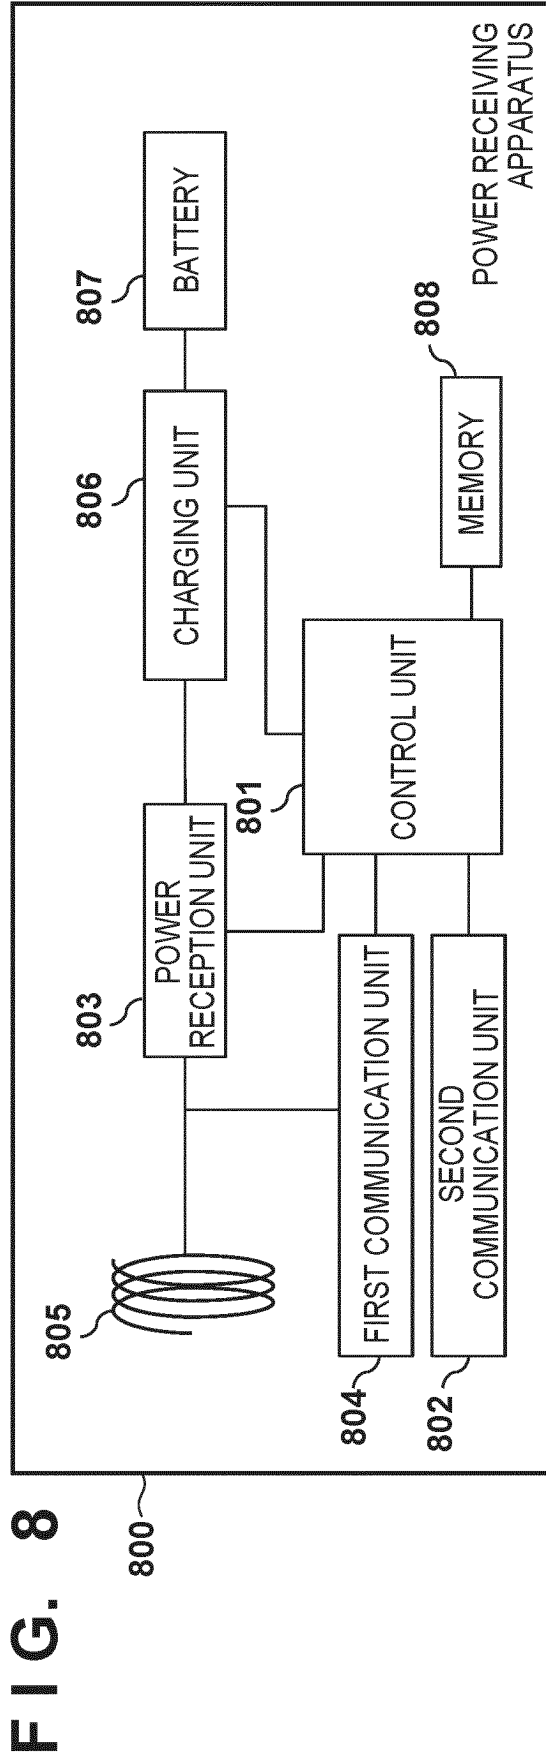 FIG. 8
800
805
803
POWER
RECEPTION UNIT
806
CHARGING UNIT
807
BATTERY
801
CONTROL UNIT
808
MEMORY
804
FIRST COMMUNICATION UNIT
802
SECOND
COMMUNICATION UNIT
POWER RECEIVING
APPARATUS